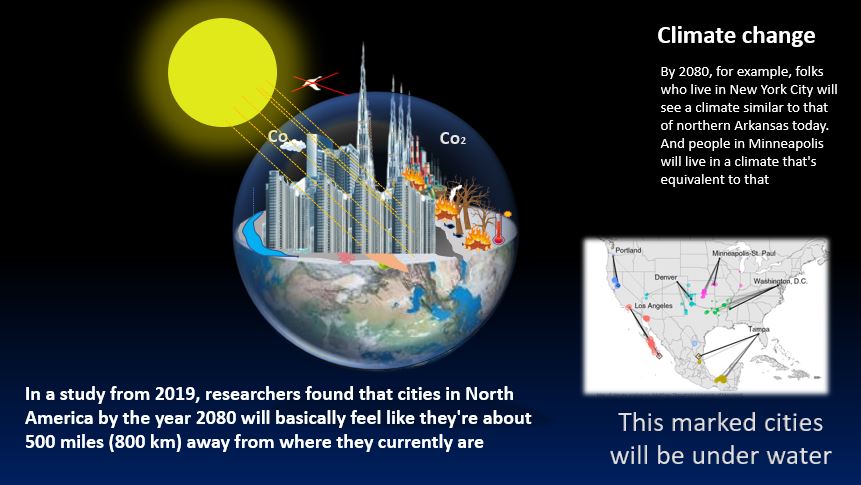 Climate change
By 2080, for example, folks
who live in New York City will
see a climate similar to that
of northern Arkansas today.
And people in Minneapolis
will live in a climate that's
equivalent to that
Co
Co₂
Portland
Minneapolis-St. Paul
Denver
Washington, D.C.
Los Angeles
Tampa
In a study from 2019, researchers found that cities in North
America by the year 2080 will basically feel like they're about
500 miles (800 km) away from where they currently are
This marked cities
will be under water